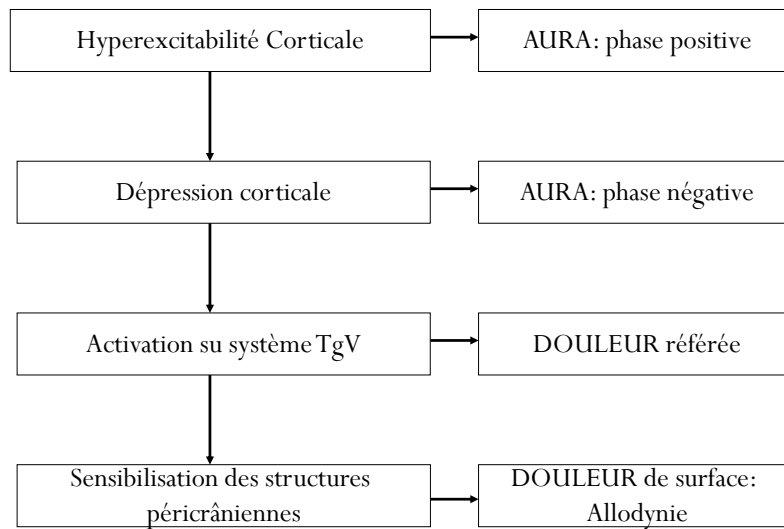 Hyperexcitabilité Corticale
AURA: phase positive
Dépression corticale
AURA: phase négative
Activation su système TgV
DOULEUR référée
Sensibilisation des structures
péricrâniennes
DOULEUR de surface:
Allodynie